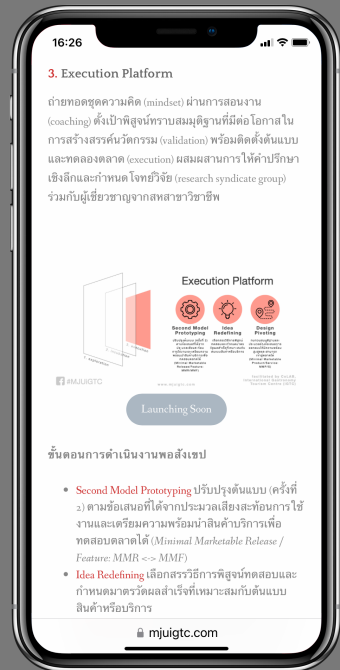 16:26
3. Execution Platform
ถ่ายทอดชุดความคิด (mindset) ผ่านการสอนงาน
(coaching) ตั้งเป้าพิสูจน์ทราบสมมุติฐานที่มีต่อโอกาสใน
การสร้างสรรค์นวัตกรรม (validation) พร้อมติดตั้งต้นแบบ
และทดลองตลาด (execution) ผสมผสานการให้คำปรึกษา
เชิงลึกและกำหนดโจทย์วิจัย (research syndicate group)
ร่วมกับผู้เชี่ยวชาญจากสหสาขาวิชาชีพ
Execution Platform
Second Model
Prototyping
Idea
Redefining
Design
Pivoting
#MJUIGTC
www.mjuigtc.com
Launching Soon
ขั้นตอนการดำเนินงานพอสังเขป
• Second Model Prototyping ปรับปรุงต้นแบบ (ครั้งที่
2) ตามข้อเสนอที่ได้จากประมวลเสียงสะท้อนการใช้
งานและเตรียมความพร้อมนำสินค้าบริการเพื่อ
ทดสอบตลาดได้ (Minimal Marketable Release /
Feature: MMR <-> MMF)
• Idea Redefining เลือกสรรวิธีการพิสูจน์ทดสอบและ
กำหนดมาตรวัดผลสำเร็จที่เหมาะสมกับต้นแบบ
สินค้าหรือบริการ
mjuigtc.com